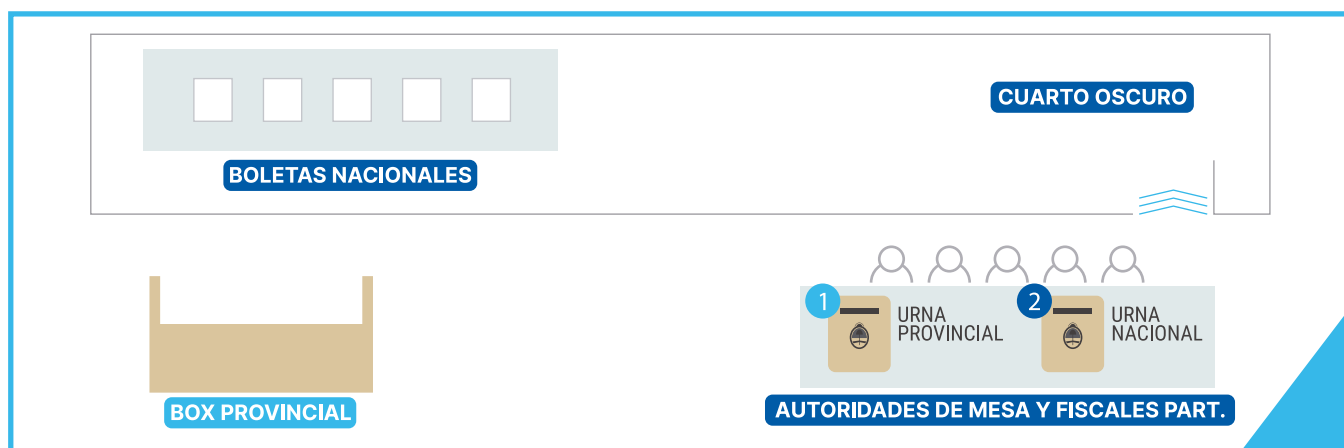 CUARTO OSCURO
BOLETAS NACIONALES
1
URNA
PROVINCIAL
2
URNA
NACIONAL
BOX PROVINCIAL
AUTORIDADES DE MESA Y FISCALES PART.